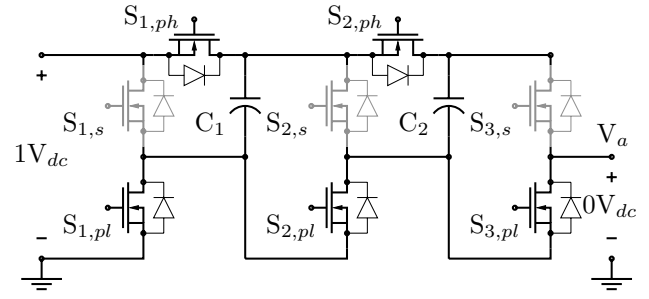 S1,ph S2,ph
+
S1,s C1 S2,s C2 S3,s
Va
1Vdc
+
S1,pl S2,pl S3,pl 0Vdc
− −